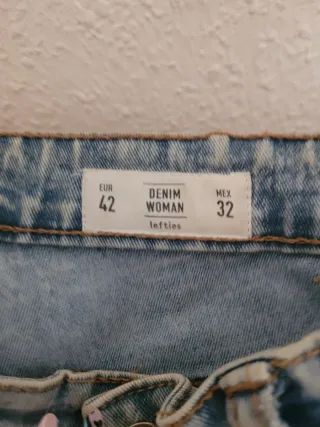 EUR
42
DENIM
WOMAN
lefties
MEX
32